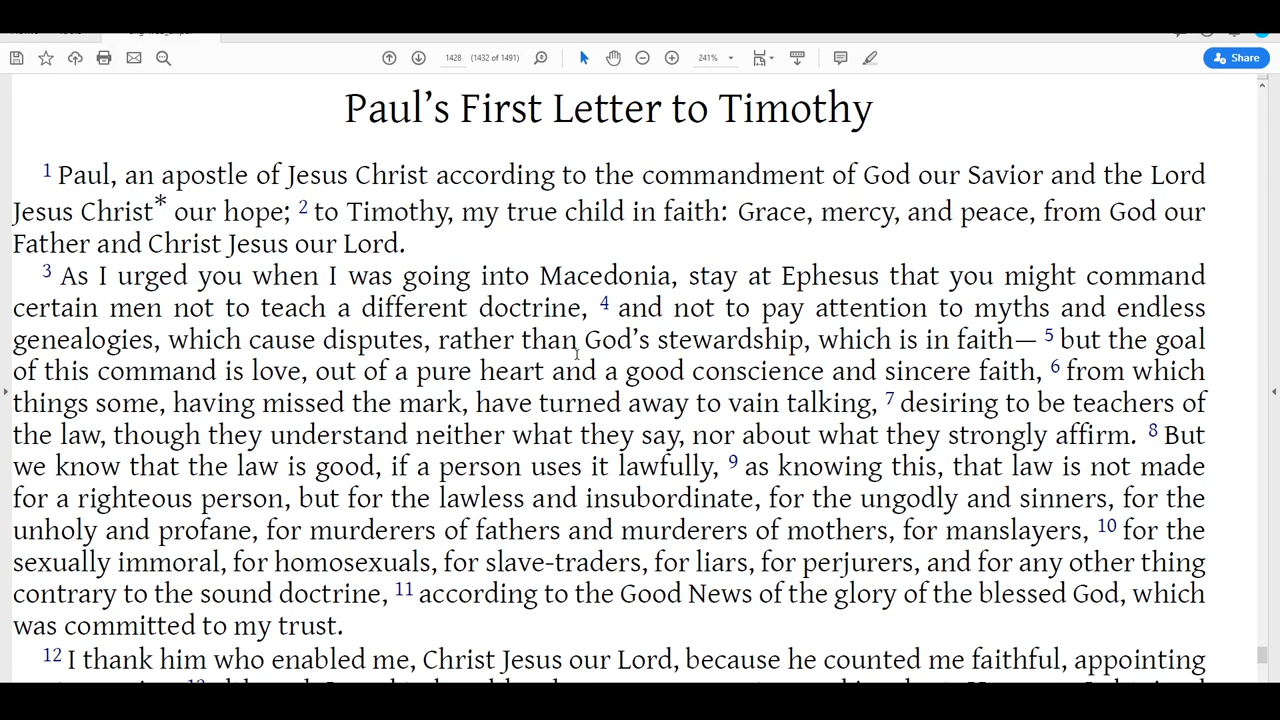 1428 (1432 of 1491) 241% Share
Paul’s First Letter to Timothy
1 Paul, an apostle of Jesus Christ according to the commandment of God our Savior and the Lord
Jesus Christ* our hope; 2 to Timothy, my true child in faith: Grace, mercy, and peace, from God our
Father and Christ Jesus our Lord.
3 As I urged you when I was going into Macedonia, stay at Ephesus that you might command
certain men not to teach a different doctrine, 4 and not to pay attention to myths and endless
genealogies, which cause disputes, rather than God’s stewardship, which is in faith— 5 but the goal
of this command is love, out of a pure heart and a good conscience and sincere faith, 6 from which
things some, having missed the mark, have turned away to vain talking, 7 desiring to be teachers of
the law, though they understand neither what they say, nor about what they strongly affirm. 8 But
we know that the law is good, if a person uses it lawfully, 9 as knowing this, that law is not made
for a righteous person, but for the lawless and insubordinate, for the ungodly and sinners, for the
unholy and profane, for murderers of fathers and murderers of mothers, for manslayers, 10 for the
sexually immoral, for homosexuals, for slave-traders, for liars, for perjurers, and for any other thing
contrary to the sound doctrine, 11 according to the Good News of the glory of the blessed God, which
was committed to my trust.
12 I thank him who enabled me, Christ Jesus our Lord, because he counted me faithful, appointing